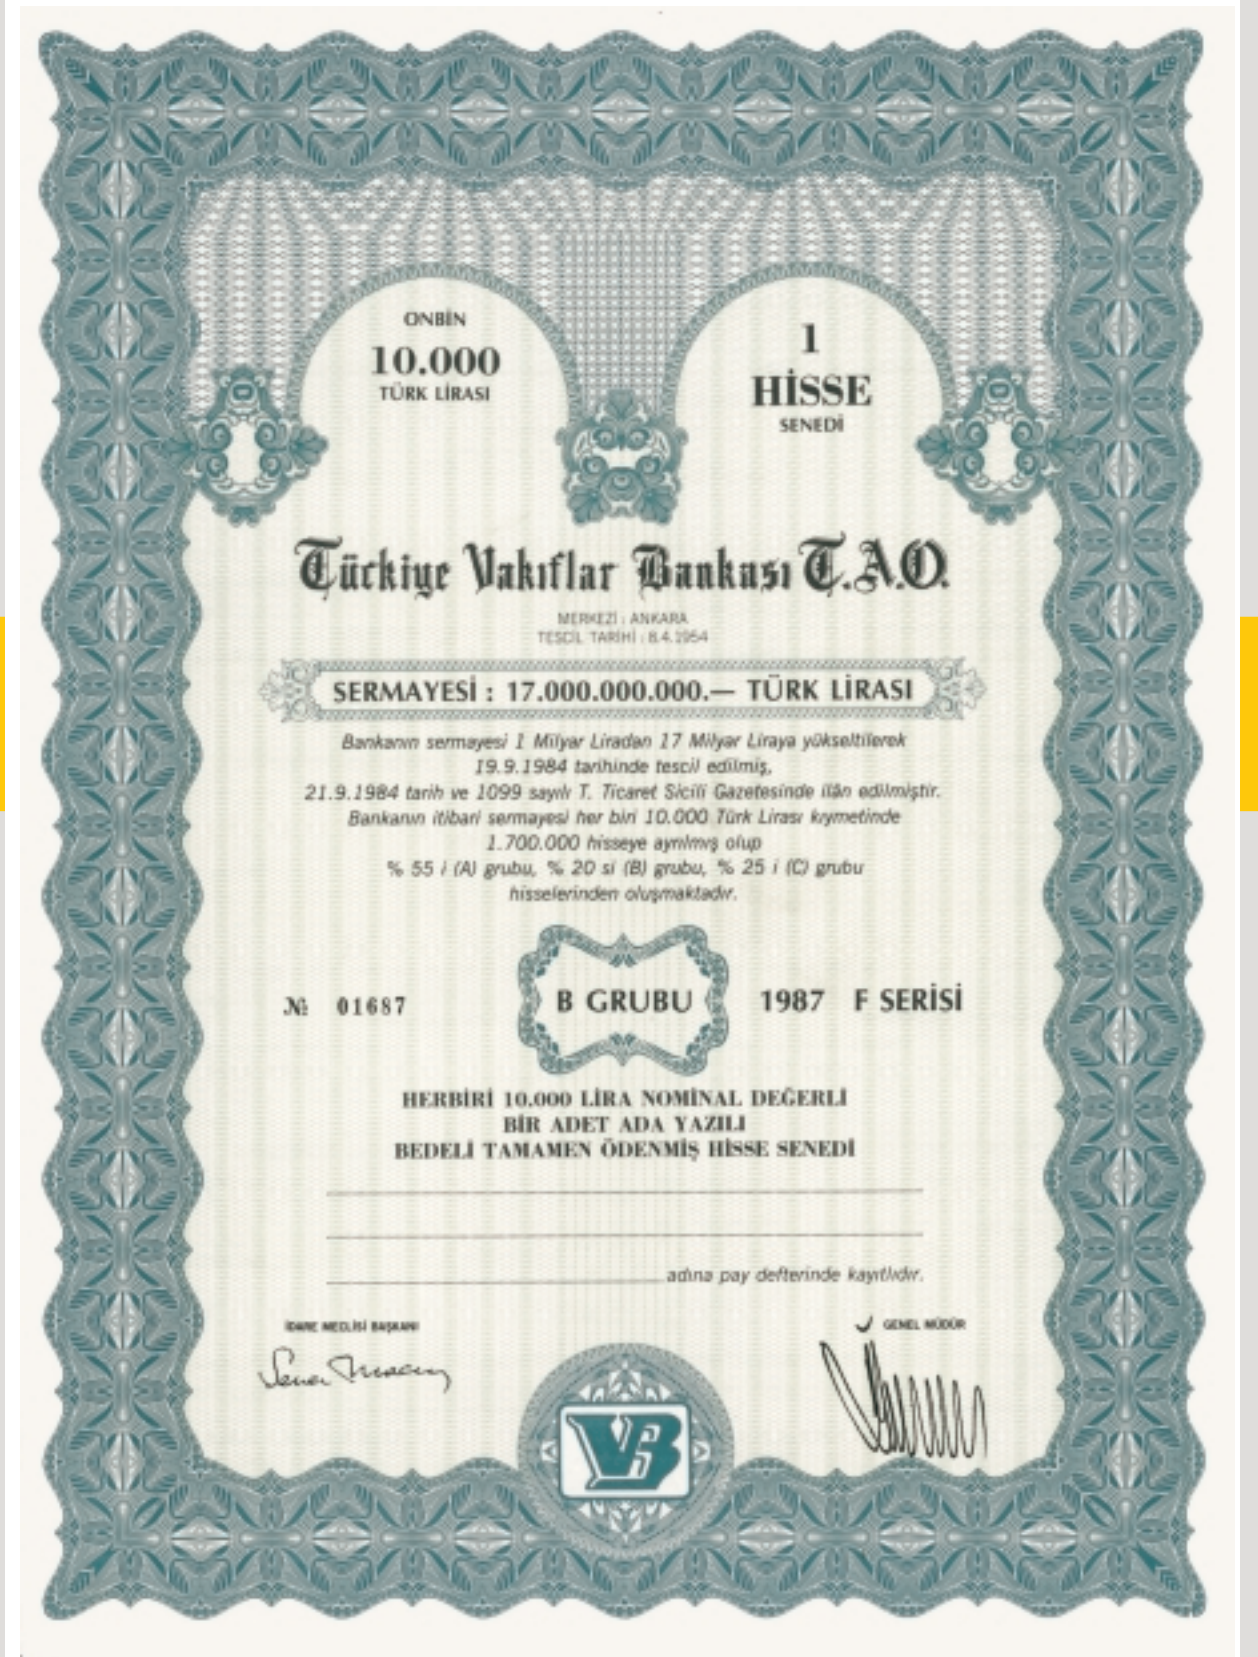 ONBİN
10.000
TÜRK LİRASI
1
HİSSE
SENEDİ
Türkiye Vakıflar Bankası T.A.O.
MERKEZİ : ANKARA
TESCİL TARİHİ : 8.4.1954
SERMAYESİ : 17.000.000.000.— TÜRK LİRASI
Bankanın sermayesi 1 Milyar Liradan 17 Milyar Liraya yükseltilerek
19.9.1984 tarihinde tescil edilmiş,
21.9.1984 tarih ve 1099 sayılı T. Ticaret Sicili Gazetesinde ilân edilmiştir.
Bankanın itibari sermayesi her biri 10.000 Türk Lirası kıymetinde
1.700.000 hisseye ayrılmış olup
% 55 i (A) grubu, % 20 si (B) grubu, % 25 i (C) grubu
hisselerinden oluşmaktadır.
№ 01687 B GRUBU 1987 F SERİSİ
HERBİRİ 10.000 LİRA NOMİNAL DEĞERLİ
BİR ADET ADA YAZILI
BEDELİ TAMAMEN ÖDENMİŞ HİSSE SENEDİ
adına pay defterinde kayıtlıdır.
İDARE MECLİSİ BAŞKANI
GENEL MÜDÜR
VB